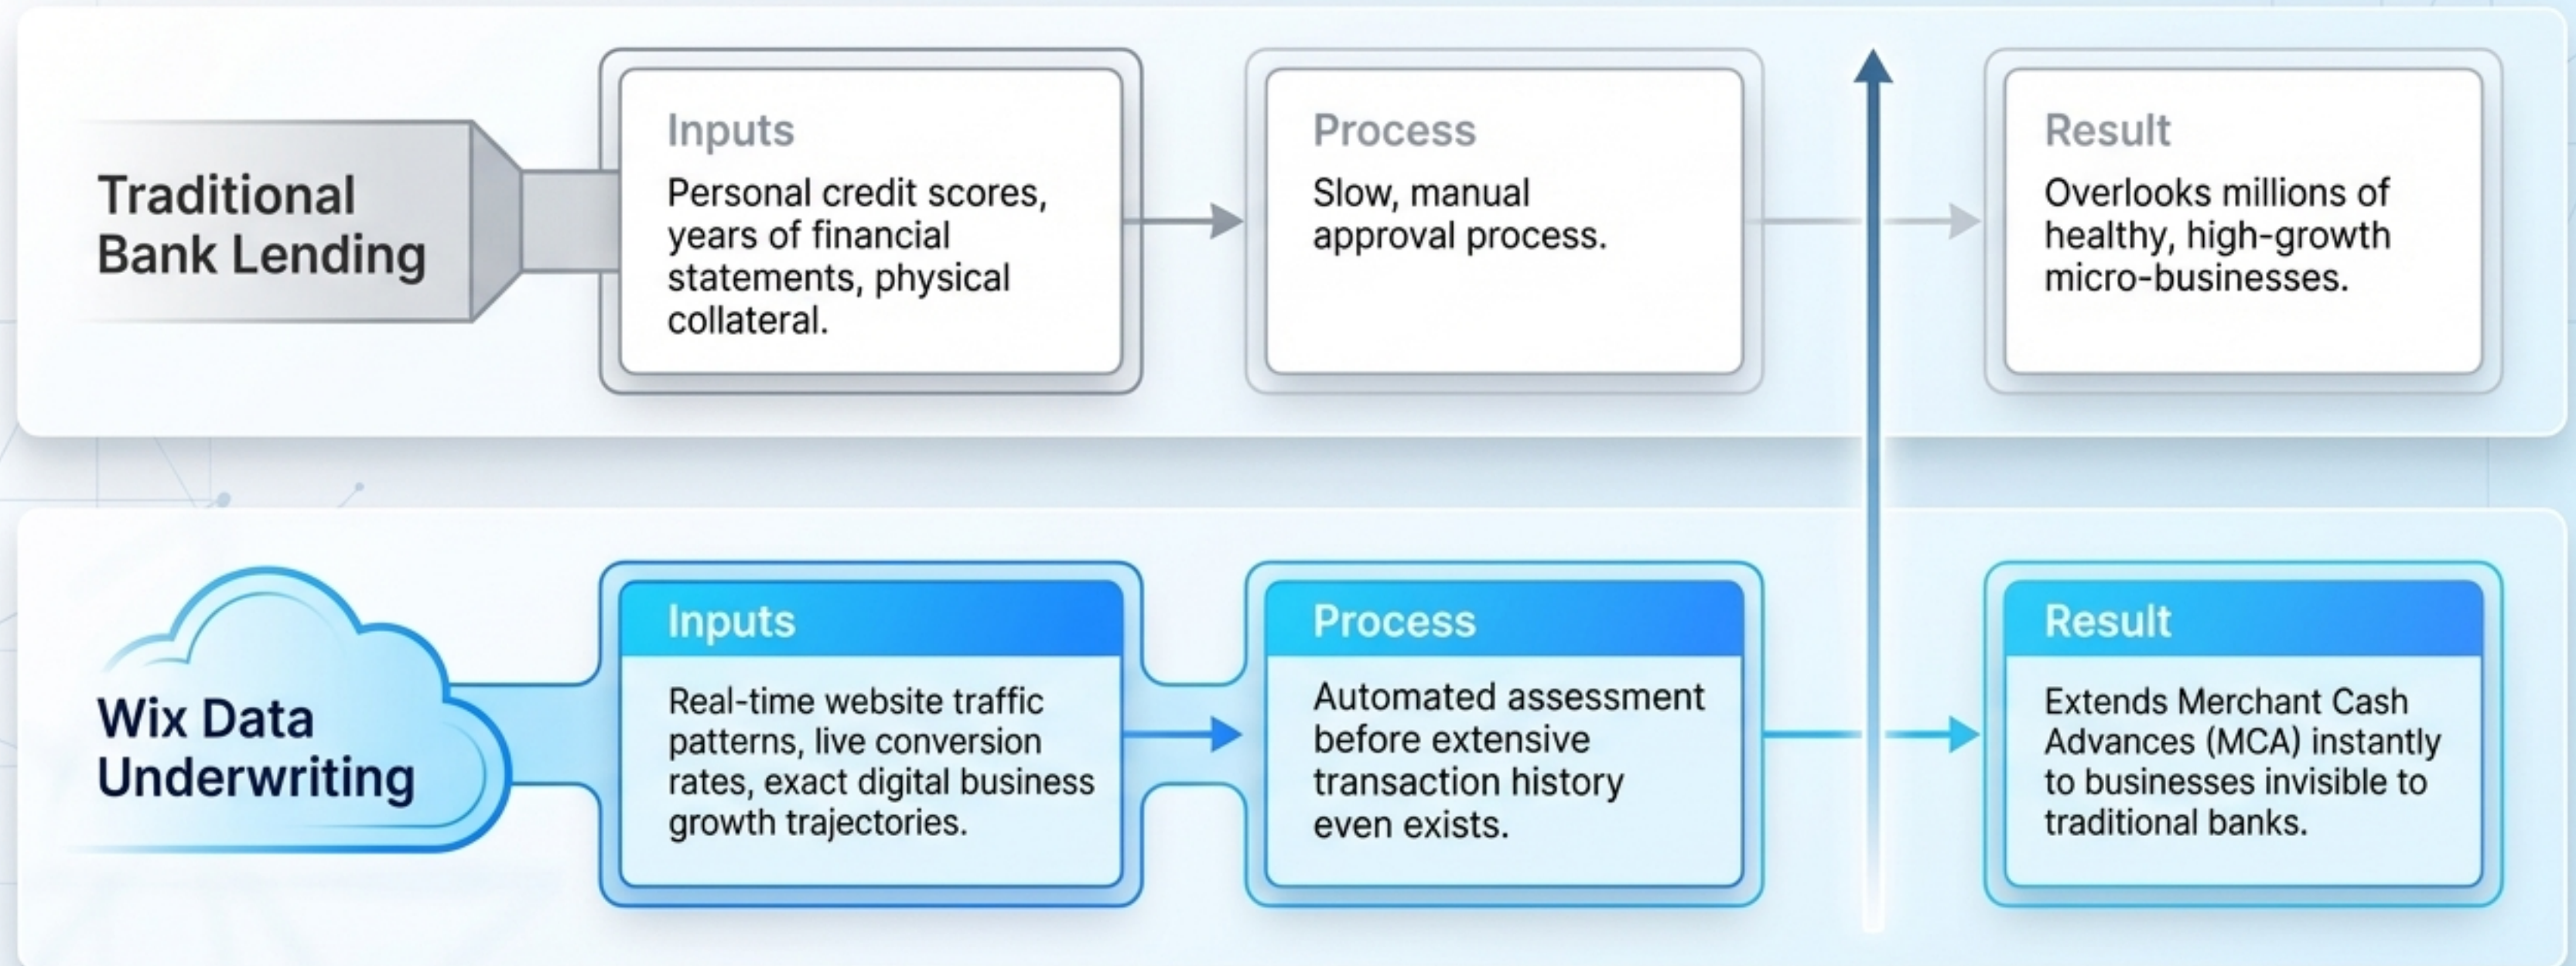 Traditional
Bank Lending
Inputs
Personal credit scores,
years of financial
statements, physical
collateral.
Process
Slow, manual
approval process.
Result
Overlooks millions of
healthy, high-growth
micro-businesses.
Wix Data
Underwriting
Inputs
Real-time website traffic
patterns, live conversion
rates, exact digital business
growth trajectories.
Process
Automated assessment
before extensive
transaction history
even exists.
Result
Extends Merchant Cash
Advances (MCA) instantly
to businesses invisible to
traditional banks.